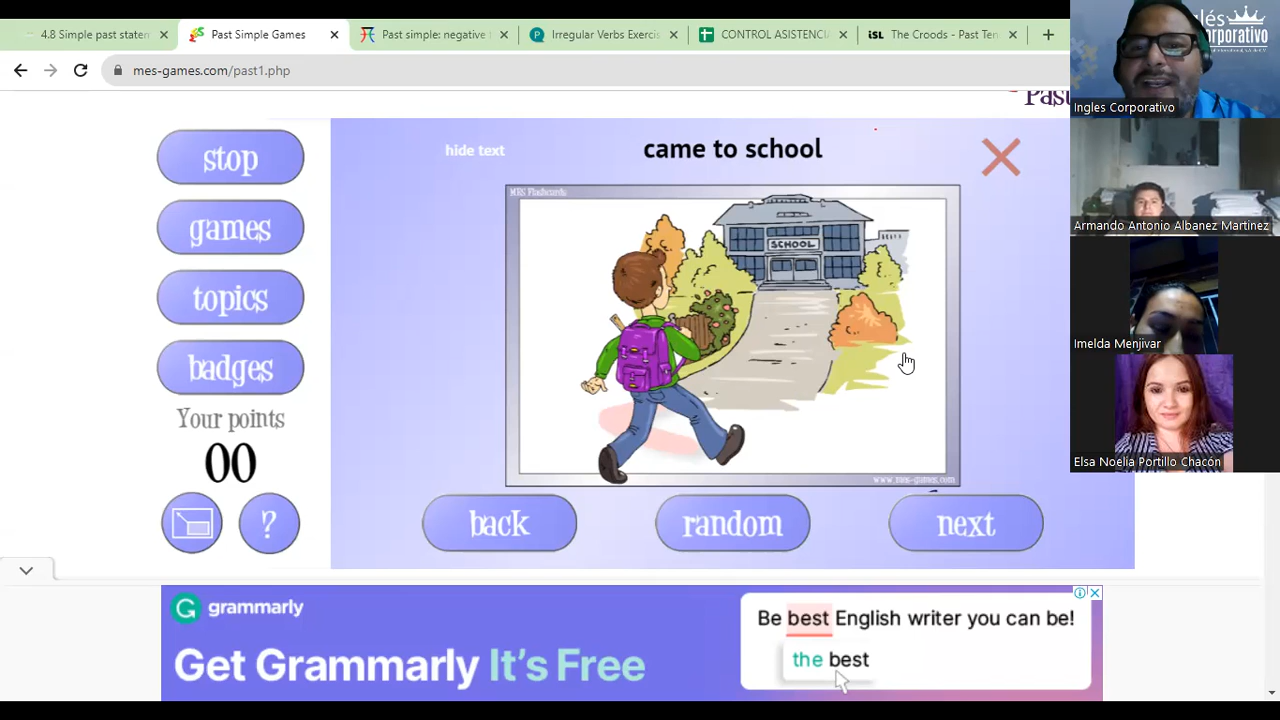 4.8 Simple past statem
Past Simple Games
Past simple: negative
Irregular Verbs Exercis
CONTROL ASISTENCIA
The Croods - Past Ten
mes-games.com/past1.php
Past
stop
games
topics
badges
Your points
00
?
hide text
came to school
MES Flashcards
SCHOOL
www.mes-games.com
back
random
next
glés
corporativo
Ingles Corporativo
Armando Antonio Albanez Martinez
Imelda Menjivar
Elsa Noelia Portillo Chacón
grammarly
Get Grammarly It's Free
Be best English writer you can be!
the best